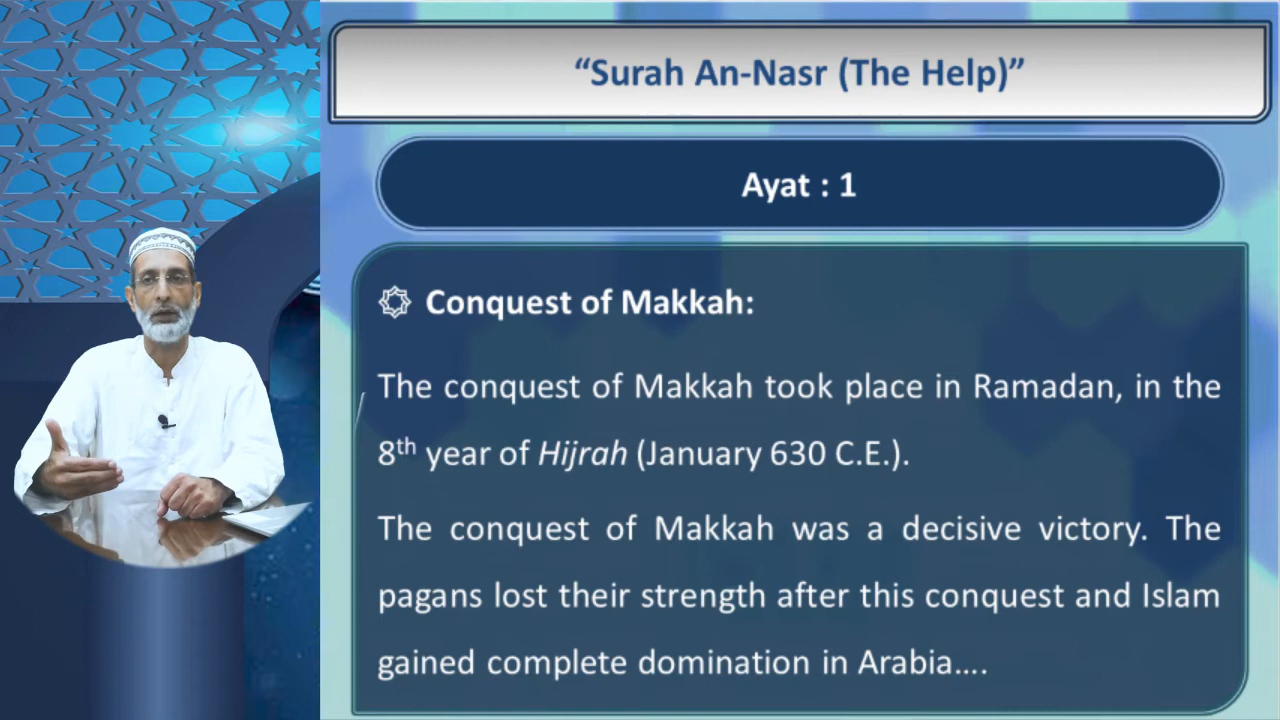 “Surah An-Nasr (The Help)”
Ayat : 1
Conquest of Makkah:
The conquest of Makkah took place in Ramadan, in the
8th year of Hijrah (January 630 C.E.).
The conquest of Makkah was a decisive victory. The
pagans lost their strength after this conquest and Islam
gained complete domination in Arabia....